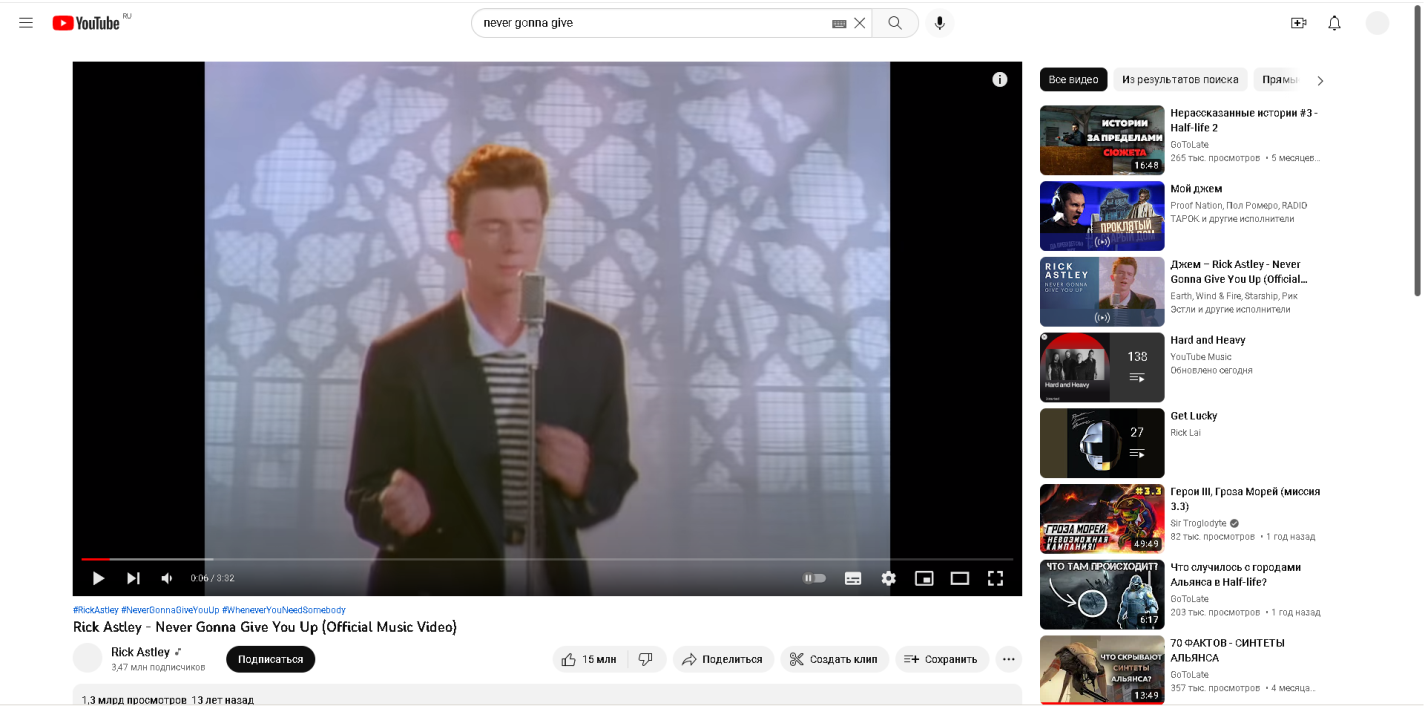 YouTube RU
never gonna give
Все видео
Из результатов поиска
Прямы
ИСТОРИИ
ЗА ПРЕДЕЛАМИ
СЮЖЕТА
16:48
Нерассказанные истории #3 -
Half-life 2
GoToLate
265 тыс. просмотров • 5 месяцев...
ПРОКЛЯТЫЙ
Мой джем
Proof Nation, Пол Ромеро, RADIO
TAPOK и другие исполнители
RICK
ASTLEY
NEVER GONNA
GIVE YOU UP
Джем – Rick Astley - Never
Gonna Give You Up (Official...
Earth, Wind & Fire, Starship, Рик
Эстли и другие исполнители
Hard and Heavy
138
Hard and Heavy
YouTube Music
Обновлено сегодня
27
Get Lucky
Rick Lai
#3.3
ГРОЗА МОРЕЙ
НЕВОЗМОЖНАЯ
КАМПАНИЯ!
49:49
Герои III, Гроза Морей (миссия
3.3)
Sir Troglodyte
82 тыс. просмотров • 1 год назад
ЧТО ТАМ ПРОИСХОДИТ?
6:17
Что случилось с городами
Альянса в Half-life?
GoToLate
203 тыс. просмотров • 1 год назад
ЧТО СКРЫВАЮТ
СИНТЕТЫ
АЛЬЯНСА?
13:49
70 ФАКТОВ - СИНТЕТЫ
АЛЬЯНСА
GoToLate
357 тыс. просмотров • 4 месяца...
0:06 / 3:32
#RickAstley #NeverGonnaGiveYouUp #WheneverYouNeedSomebody
Rick Astley - Never Gonna Give You Up (Official Music Video)
Rick Astley
3,47 млн подписчиков
Подписаться
15 млн
Поделиться
Создать клип
Сохранить
1,3 млрд просмотров 13 лет назад